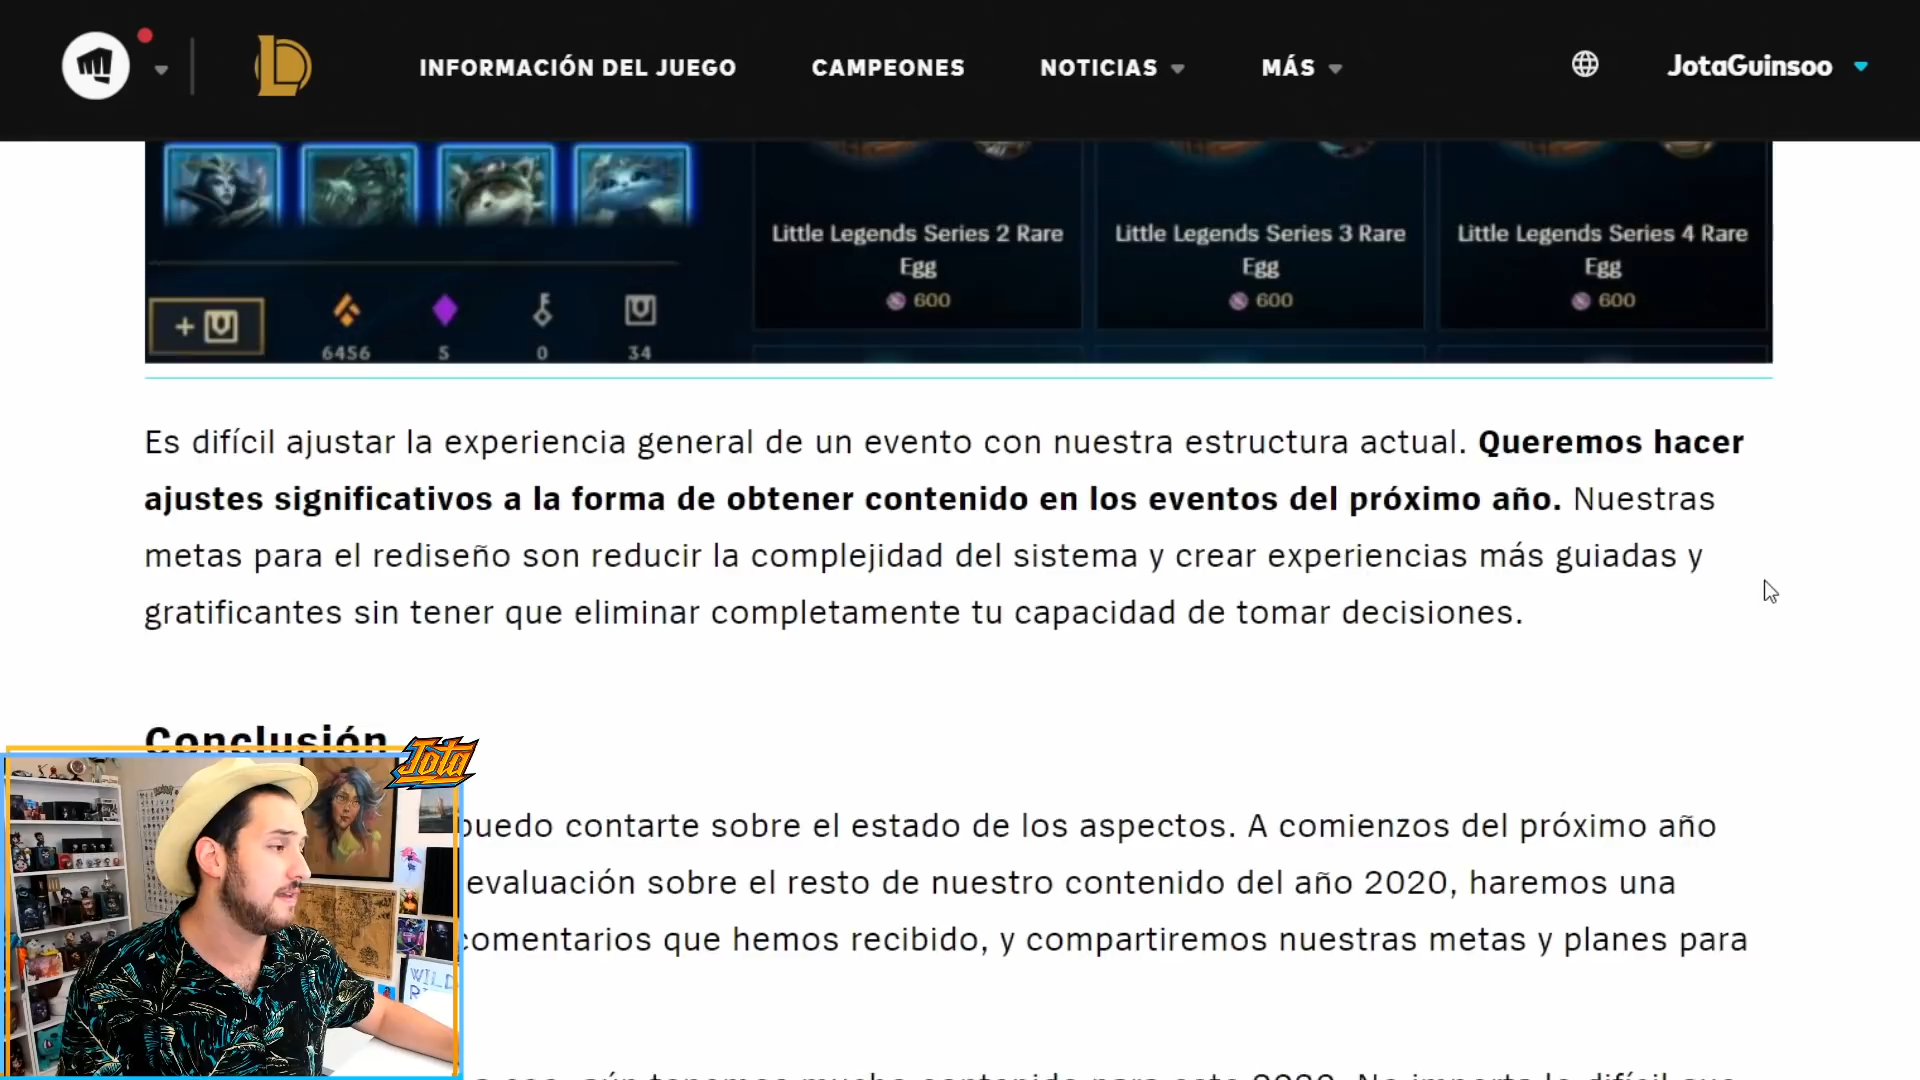 INFORMACIÓN DEL JUEGO CAMPEONES NOTICIAS MÁS JotaGuinsoo
Little Legends Series 2 Rare Egg
600
Little Legends Series 3 Rare Egg
600
Little Legends Series 4 Rare Egg
600
6456 5 0 34
Es difícil ajustar la experiencia general de un evento con nuestra estructura actual. Queremos hacer
ajustes significativos a la forma de obtener contenido en los eventos del próximo año. Nuestras
metas para el rediseño son reducir la complejidad del sistema y crear experiencias más guiadas y
gratificantes sin tener que eliminar completamente tu capacidad de tomar decisiones.
Conclusión
Jota
puedo contarte sobre el estado de los aspectos. A comienzos del próximo año
evaluación sobre el resto de nuestro contenido del año 2020, haremos una
comentarios que hemos recibido, y compartiremos nuestras metas y planes para
WILD